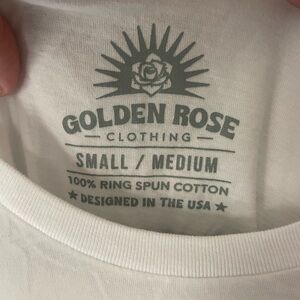 GOLDEN ROSE
— CLOTHING —
SMALL / MEDIUM
100% RING SPUN COTTON
★ DESIGNED IN THE USA ★